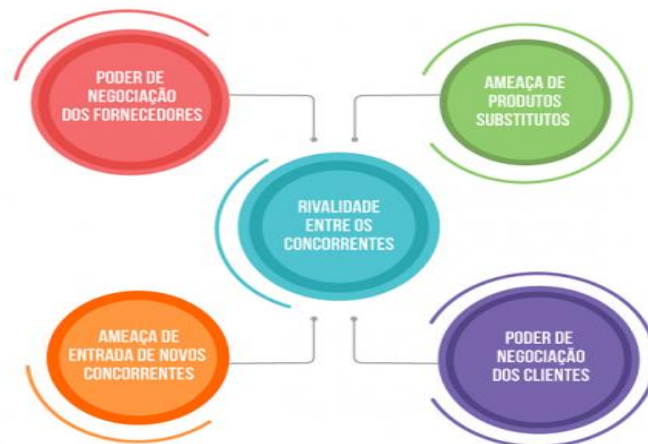 PODER DE
NEGOCIAÇÃO
DOS FORNECEDORES
AMEAÇA DE
PRODUTOS
SUBSTITUTOS
RIVALIDADE
ENTRE OS
CONCORRENTES
AMEAÇA DE
ENTRADA DE NOVOS
CONCORRENTES
PODER DE
NEGOCIAÇÃO
DOS CLIENTES